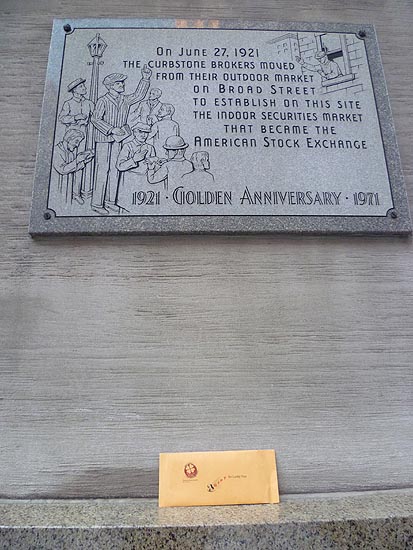 On June 27, 1921
the curbstone brokers moved
from their outdoor market
on Broad Street
to establish on this site
the indoor securities market
that became the
American Stock Exchange
1921 · Golden Anniversary · 1971